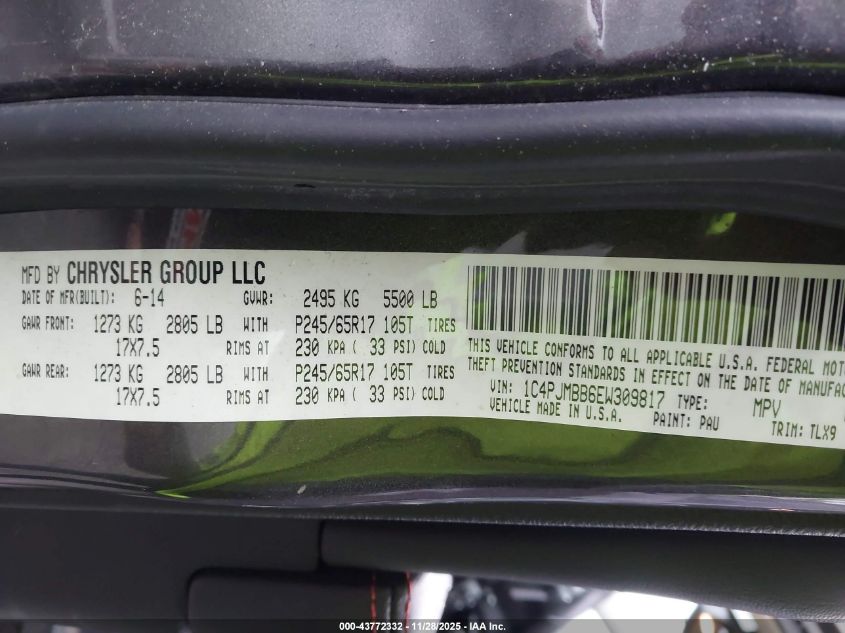 MFD BY CHRYSLER GROUP LLC
DATE OF MFR(BUILT): 6-14 GVWR: 2495 KG 5500 LB
GAWR FRONT: 1273 KG 2805 LB WITH P245/65R17 105T TIRES
17X7.5 RIMS AT 230 KPA ( 33 PSI) COLD
GAWR REAR: 1273 KG 2805 LB WITH P245/65R17 105T TIRES
17X7.5 RIMS AT 230 KPA ( 33 PSI) COLD
THIS VEHICLE CONFORMS TO ALL APPLICABLE U.S.A. FEDERAL
THEFT PREVENTION STANDARDS IN EFFECT ON THE DATE OF
VIN: 1C4PJMBB6EW309817 TYPE: MPV
VEHICLE MADE IN U.S.A. PAINT: PAU TRIM: TLX9
000-43772332 - 11/28/2025 - IAA Inc.